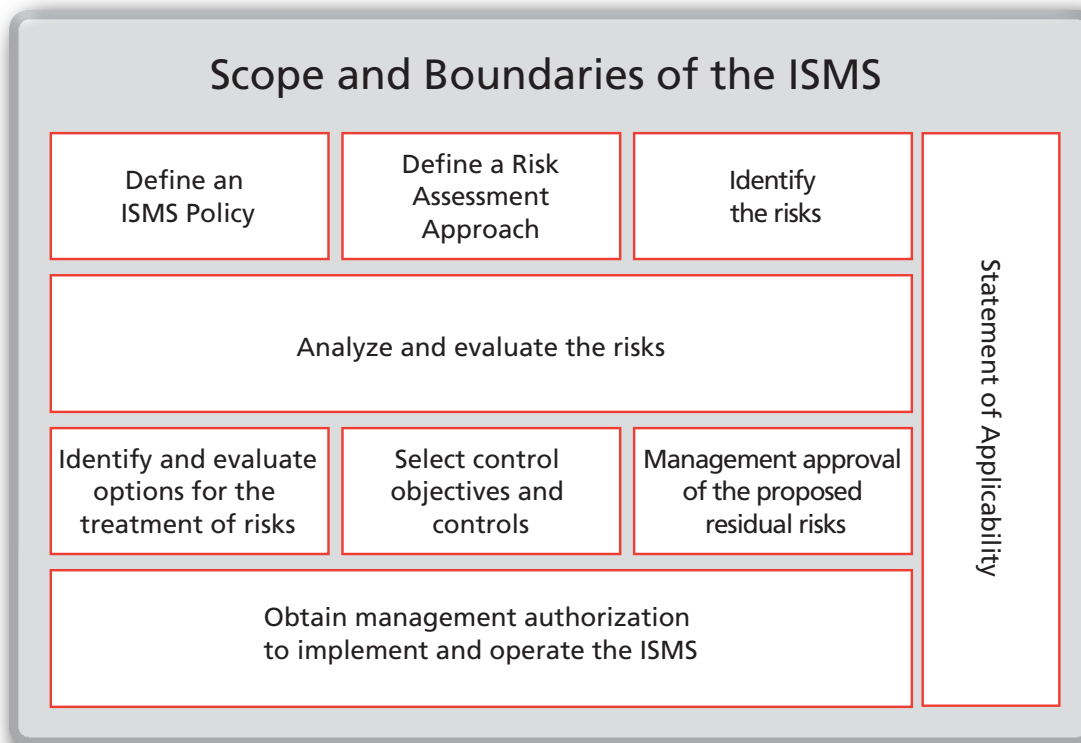 Scope and Boundaries of the ISMS
Define an
ISMS Policy
Define a Risk
Assessment
Approach
Identify
the risks
Analyze and evaluate the risks
Identify and evaluate
options for the
treatment of risks
Select control
objectives and
controls
Management approval
of the proposed
residual risks
Obtain management authorization
to implement and operate the ISMS
Statement of Applicability